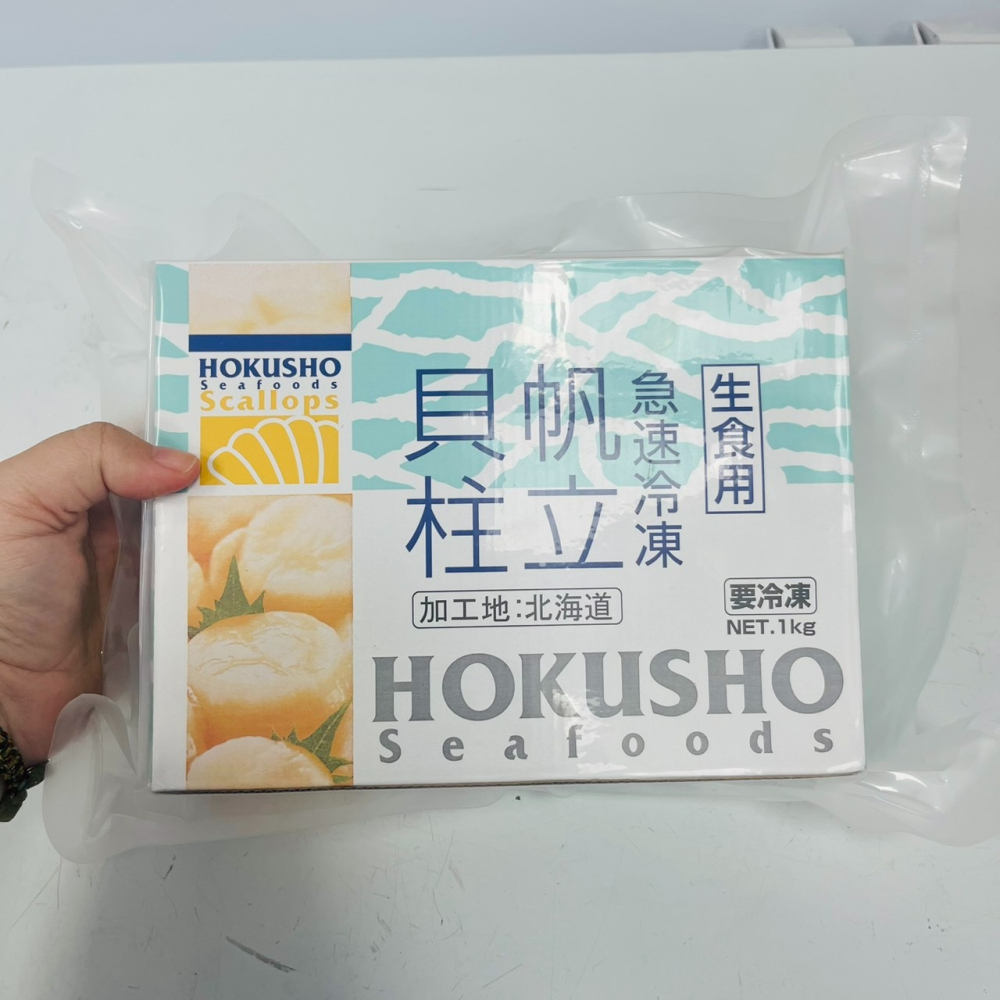 HOKUSHO
Seafoods
Scallops
生食用
急速冷凍
帆立
貝柱
加工地:北海道
要冷凍
NET.1kg
HOKUSHO
Seafoods